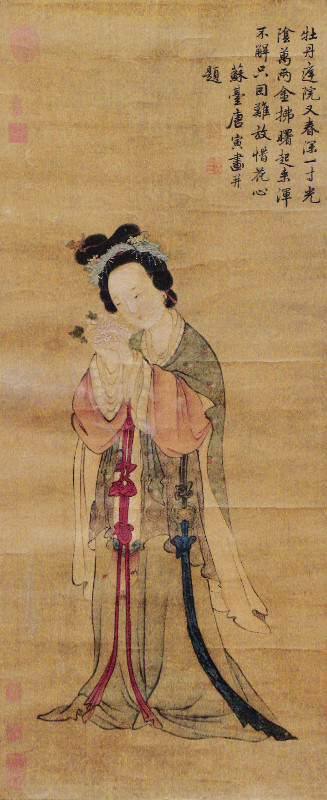 牡丹庭院又春深一寸光
陰萬兩金拂曙起來渾
不解只因難放惜花心
蘇臺唐寅畫并
題